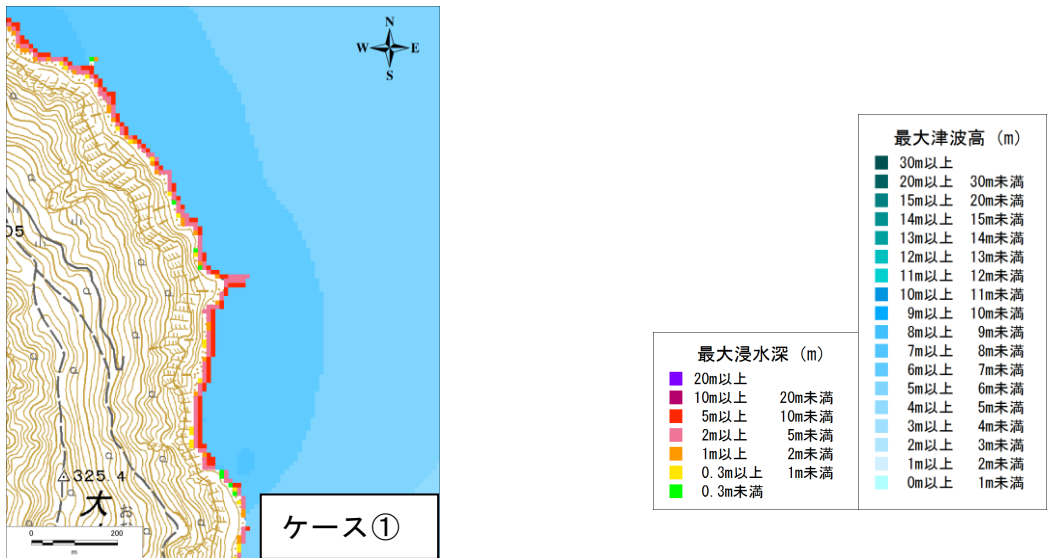 N
W E
S
05
325.4
大
お
0 200
m
ケース①
最大浸水深 (m)
20m以上
10m以上 20m未満
5m以上 10m未満
2m以上 5m未満
1m以上 2m未満
0.3m以上 1m未満
0.3m未満
最大津波高 (m)
30m以上
20m以上 30m未満
15m以上 20m未満
14m以上 15m未満
13m以上 14m未満
12m以上 13m未満
11m以上 12m未満
10m以上 11m未満
9m以上 10m未満
8m以上 9m未満
7m以上 8m未満
6m以上 7m未満
5m以上 6m未満
4m以上 5m未満
3m以上 4m未満
2m以上 3m未満
1m以上 2m未満
0m以上 1m未満